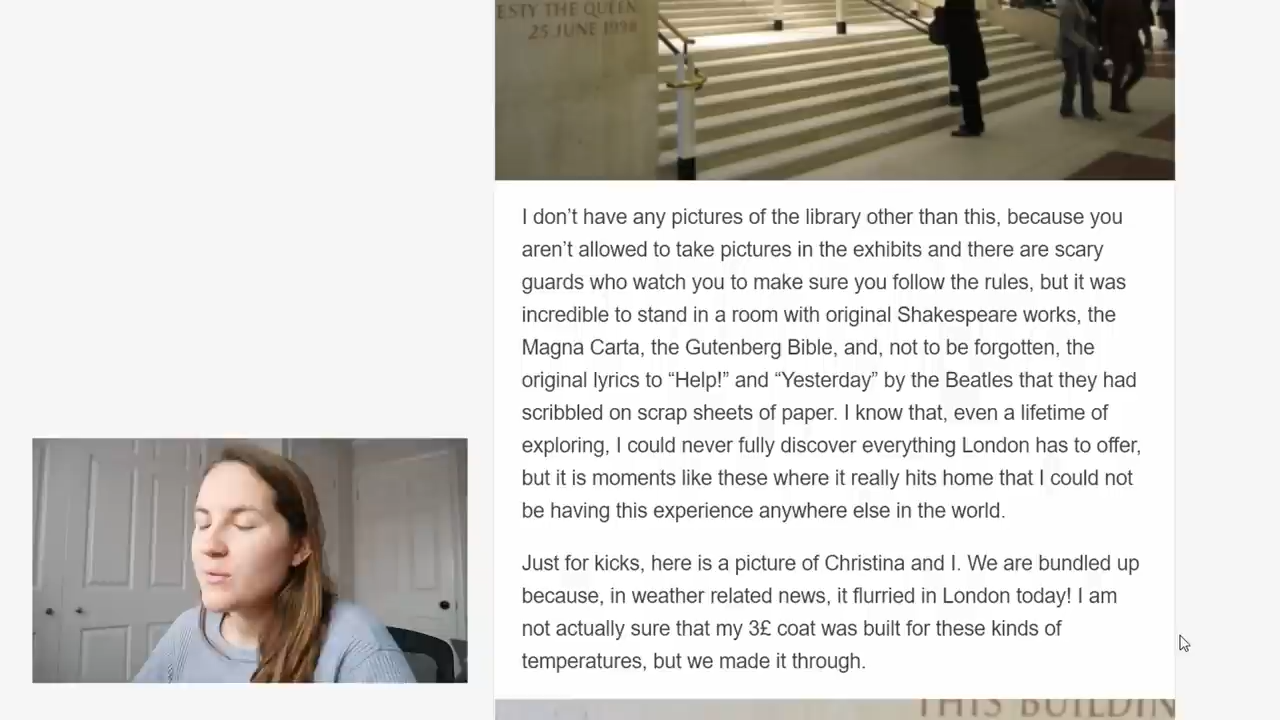 ESTY THE QUEEN
25 JUNE 1998
I don’t have any pictures of the library other than this, because you
aren’t allowed to take pictures in the exhibits and there are scary
guards who watch you to make sure you follow the rules, but it was
incredible to stand in a room with original Shakespeare works, the
Magna Carta, the Gutenberg Bible, and, not to be forgotten, the
original lyrics to “Help!” and “Yesterday” by the Beatles that they had
scribbled on scrap sheets of paper. I know that, even a lifetime of
exploring, I could never fully discover everything London has to offer,
but it is moments like these where it really hits home that I could not
be having this experience anywhere else in the world.
Just for kicks, here is a picture of Christina and I. We are bundled up
because, in weather related news, it flurried in London today! I am
not actually sure that my 3£ coat was built for these kinds of
temperatures, but we made it through.
THIS BUILDIN